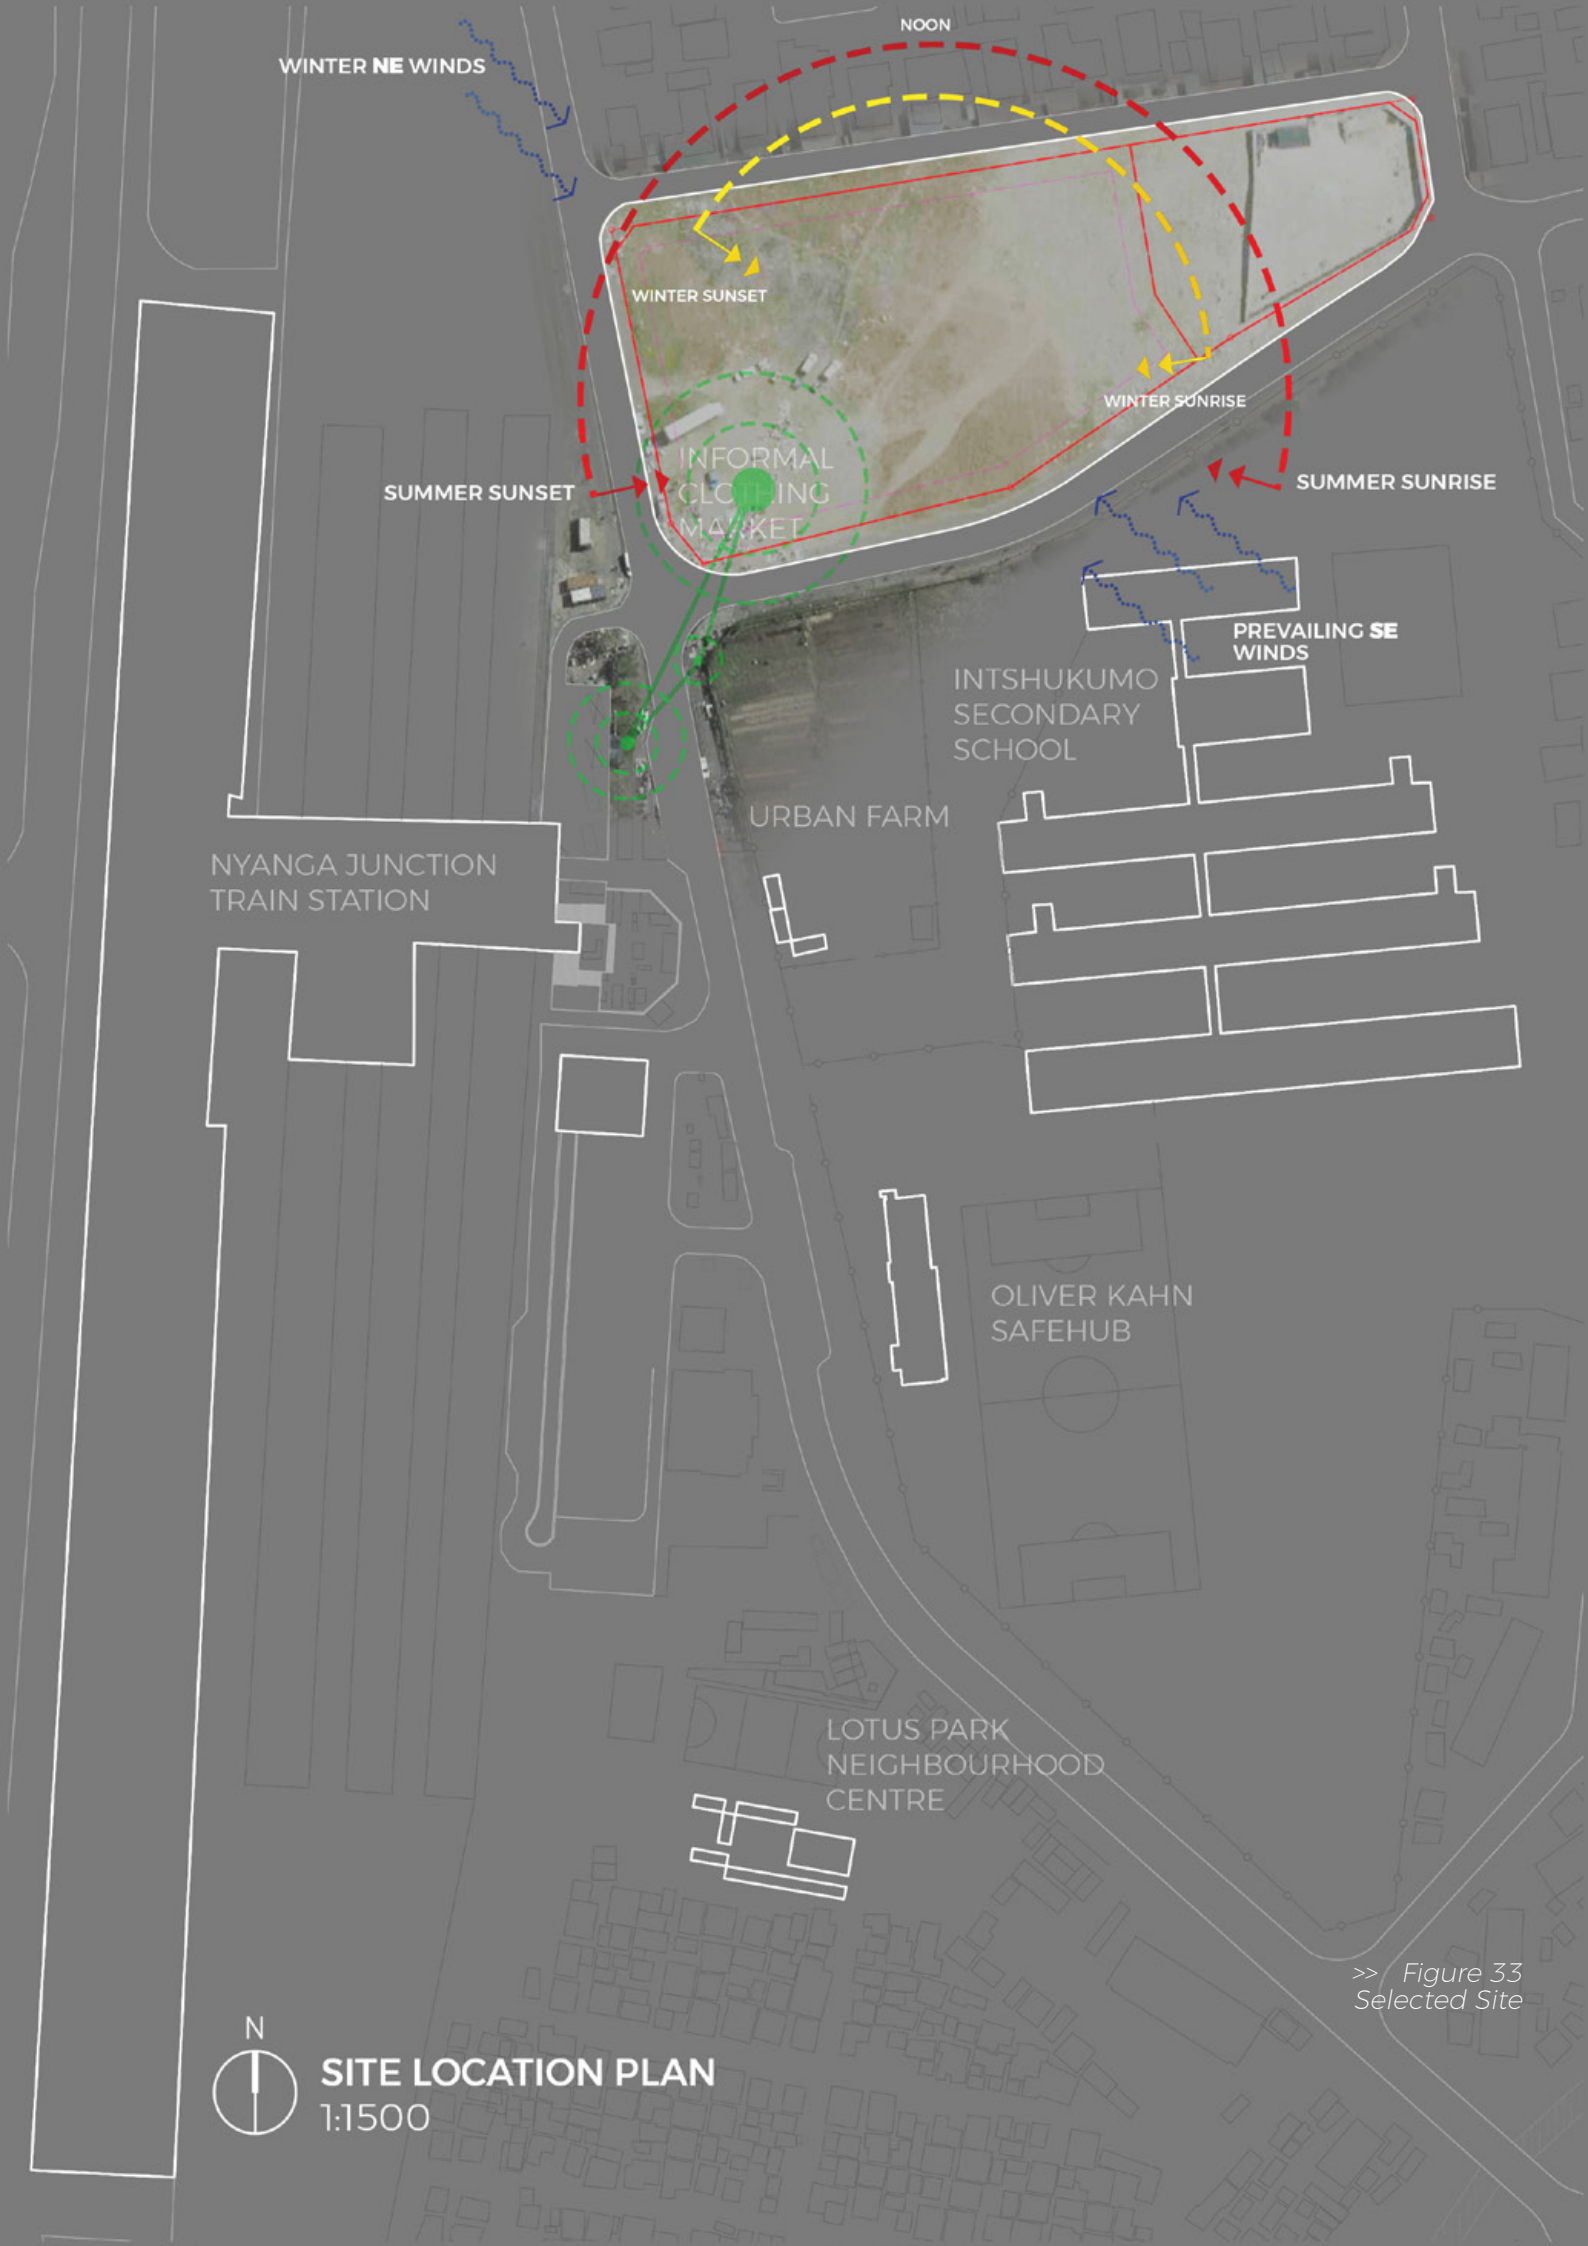 NOON
WINTER NE WINDS
WINTER SUNSET
WINTER SUNRISE
INFORMAL
CLOTHING
MARKET
SUMMER SUNSET
SUMMER SUNRISE
PREVAILING SE
WINDS
INTSHUKUMO
SECONDARY
SCHOOL
URBAN FARM
NYANGA JUNCTION
TRAIN STATION
OLIVER KAHN
SAFEHUB
LOTUS PARK
NEIGHBOURHOOD
CENTRE
>> Figure 33
Selected Site
N
SITE LOCATION PLAN
1:1500